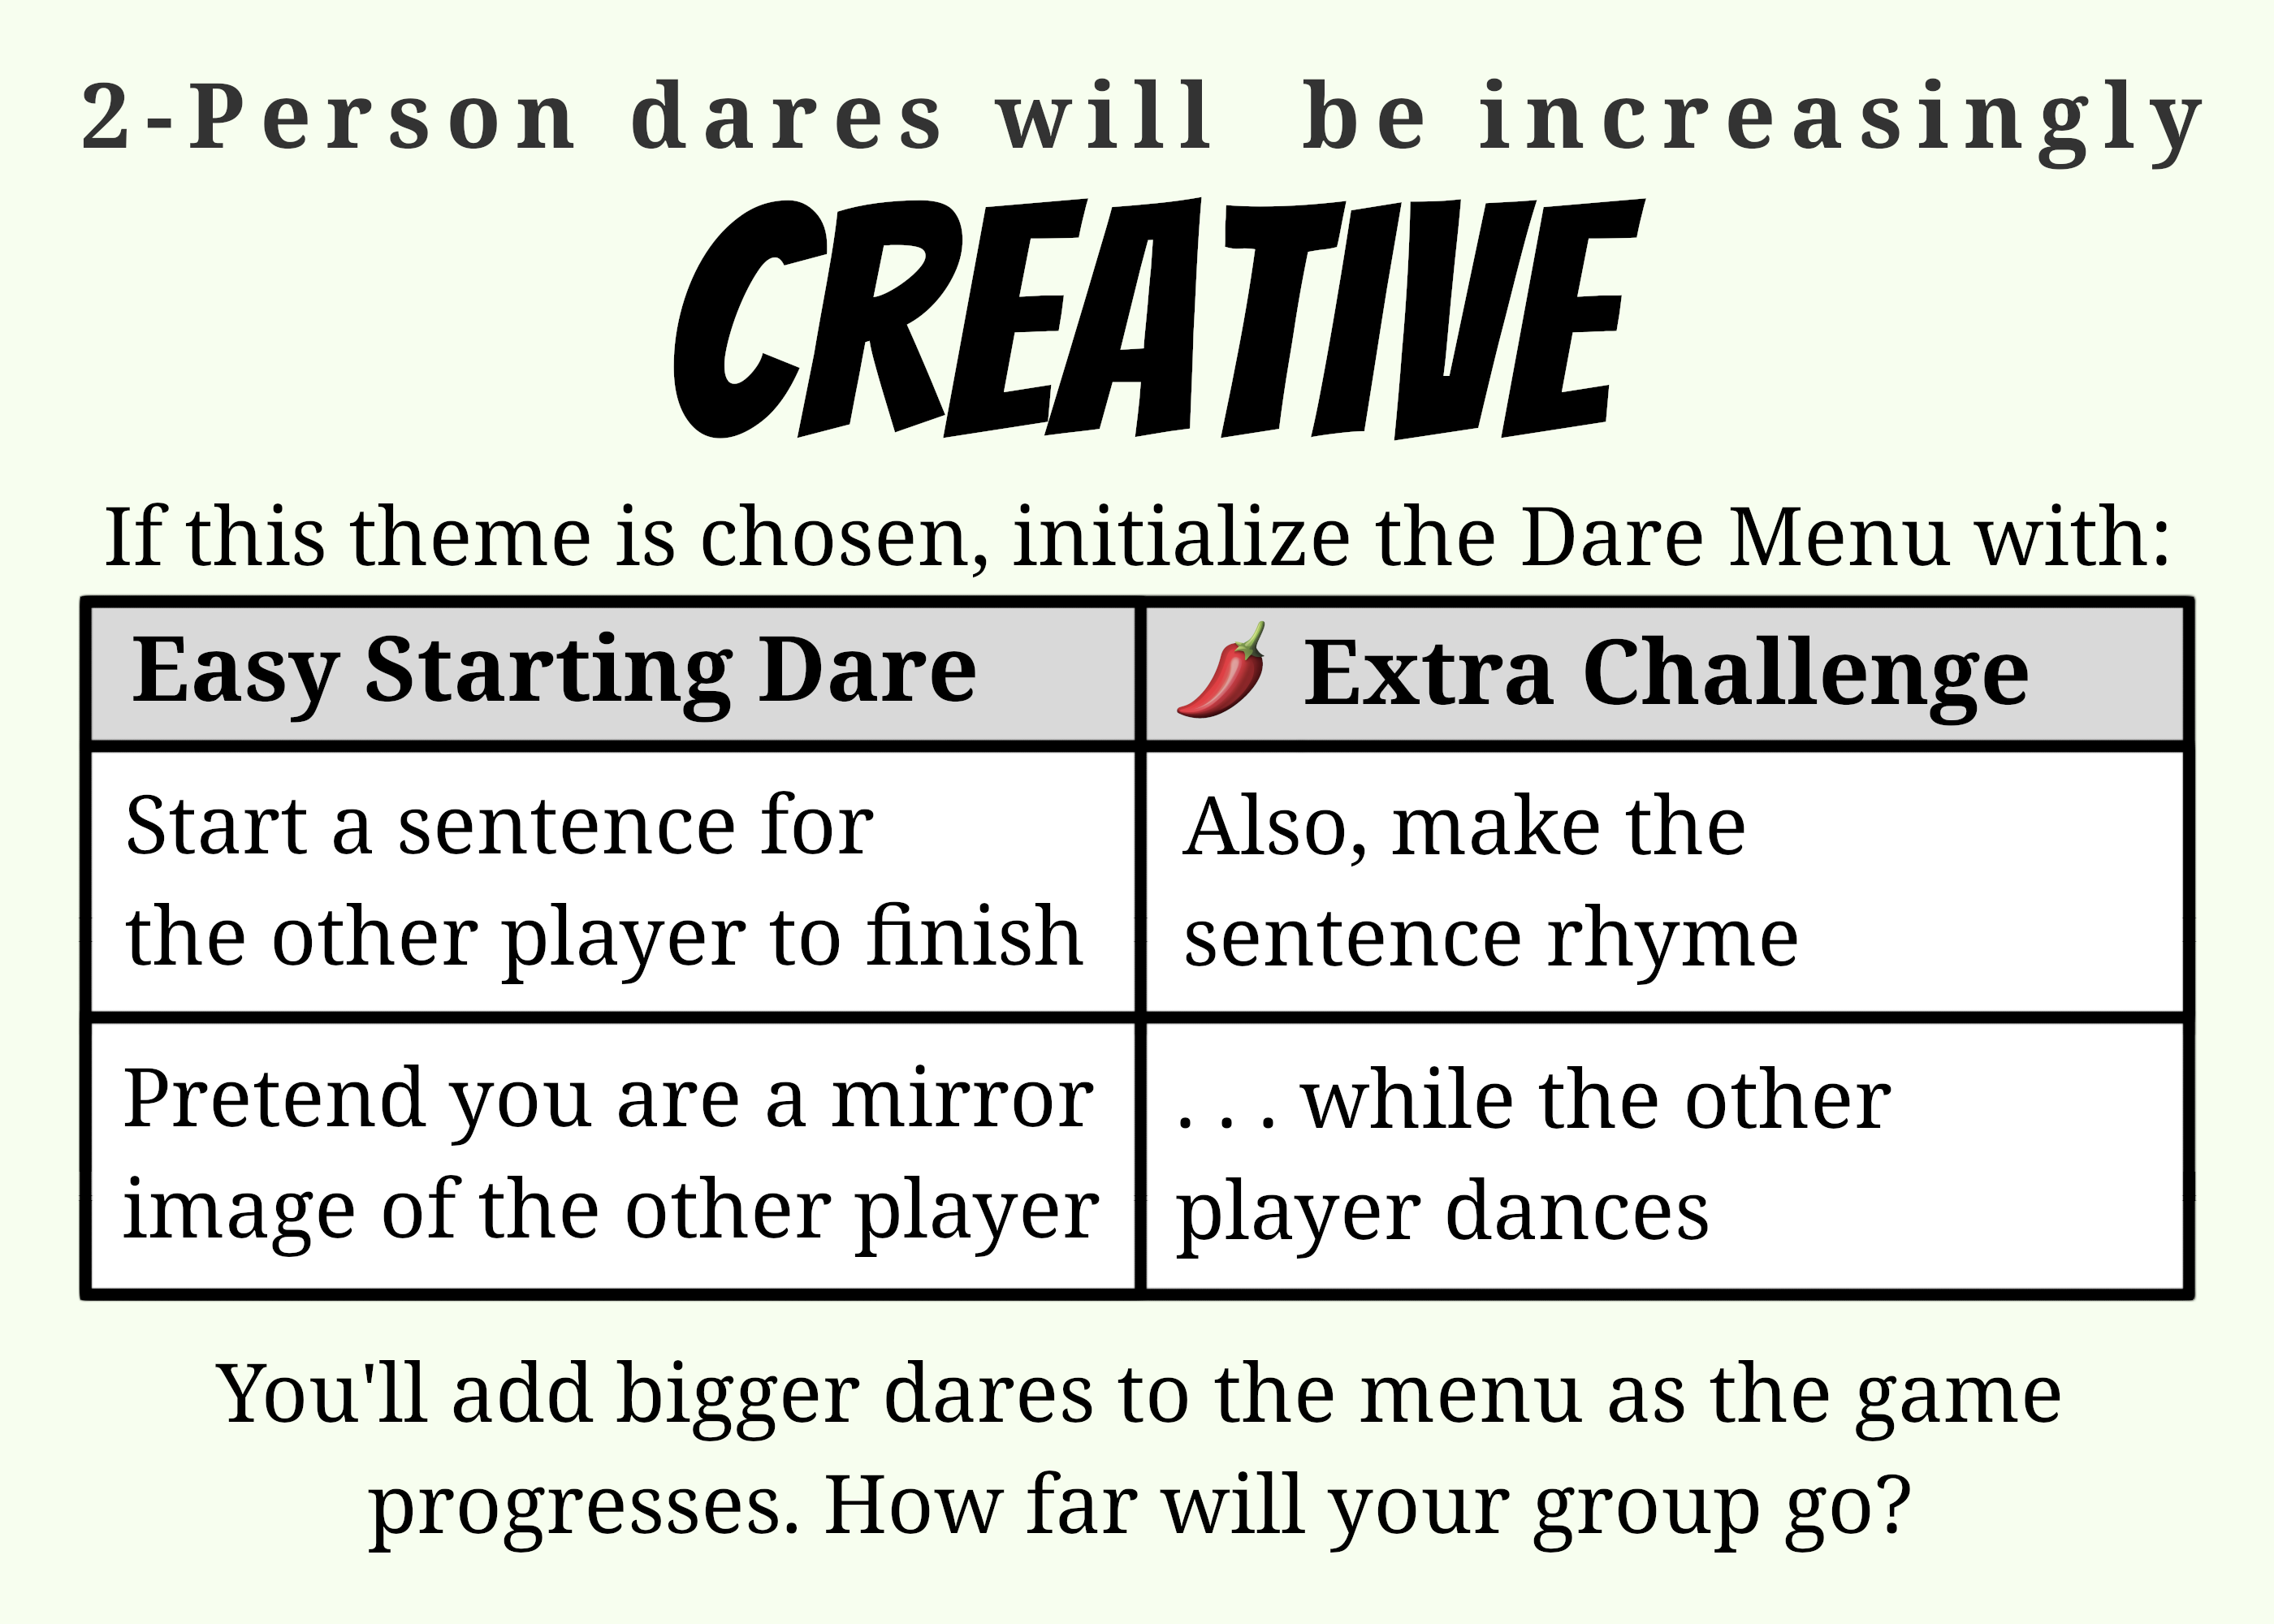 2-Person dares will be increasingly
CREATIVE
If this theme is chosen, initialize the Dare Menu with:
Easy Starting Dare
🌶️ Extra Challenge
Start a sentence for
the other player to finish
Also, make the
sentence rhyme
Pretend you are a mirror
image of the other player
. . . while the other
player dances
You'll add bigger dares to the menu as the game
progresses. How far will your group go?